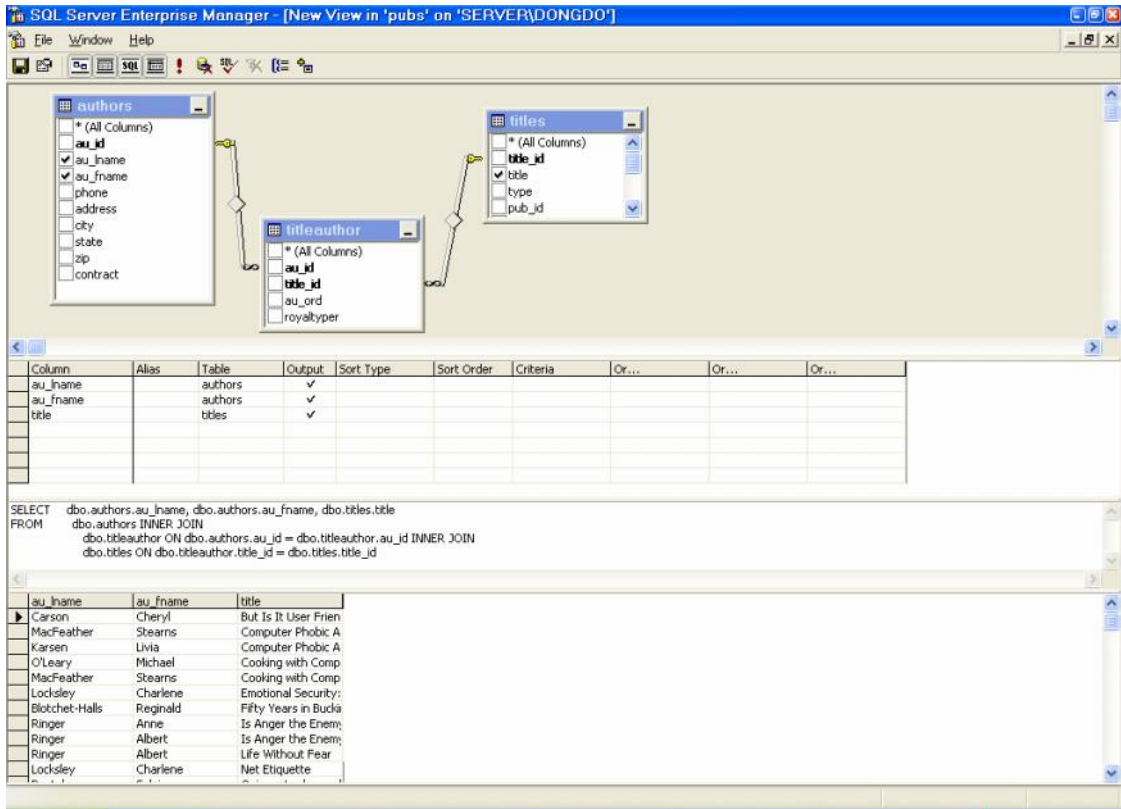 SQL Server Enterprise Manager - [New View in 'pubs' on 'SERVER\DONGDO']
File Window Help
SQL
SQL
authors
* (All Columns)
au_id
au_lname
au_fname
phone
address
city
state
zip
contract
titleauthor
* (All Columns)
au_id
title_id
au_ord
royaltyper
titles
* (All Columns)
title_id
title
type
pub_id
Column Alias Table Output Sort Type Sort Order Criteria Or... Or... Or...
au_lname authors
au_fname authors
title titles
SELECT dbo.authors.au_lname, dbo.authors.au_fname, dbo.titles.title
FROM dbo.authors INNER JOIN
dbo.titleauthor ON dbo.authors.au_id = dbo.titleauthor.au_id INNER JOIN
dbo.titles ON dbo.titleauthor.title_id = dbo.titles.title_id
au_lname au_fname title
Carson Cheryl But Is It User Frien
MacFeather Stearns Computer Phobic A
Karsen Livia Computer Phobic A
O'Leary Michael Cooking with Comp
MacFeather Stearns Cooking with Comp
Locksley Charlene Emotional Security:
Blotchet-Halls Reginald Fifty Years in Bucki
Ringer Anne Is Anger the Enemy
Ringer Albert Is Anger the Enemy
Ringer Albert Life Without Fear
Locksley Charlene Net Etiquette